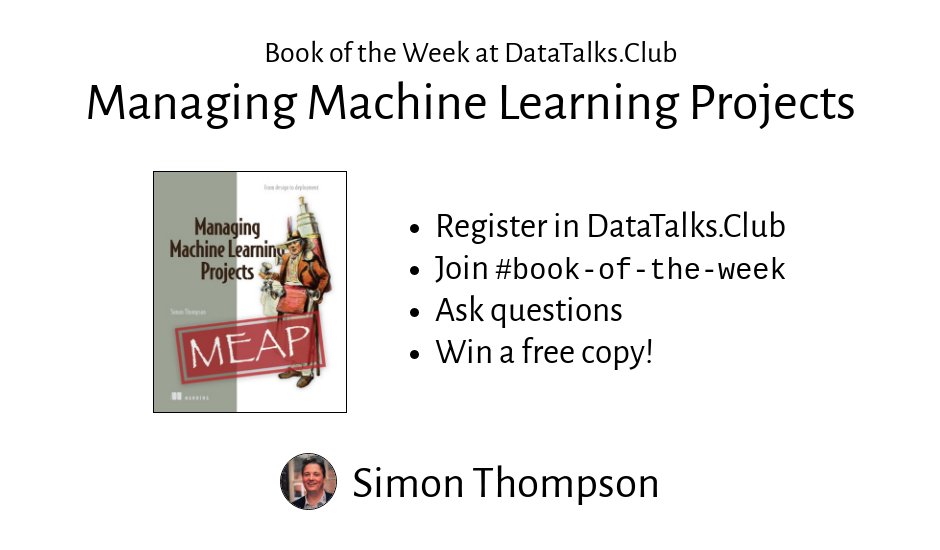 Book of the Week at DataTalks.Club
Managing Machine Learning Projects
From design to deployment
Managing
Machine Learning
Projects
Simon Thompson
MEAP
MANNING
• Register in DataTalks.Club
• Join #book-of-the-week
• Ask questions
• Win a free copy!
Simon Thompson